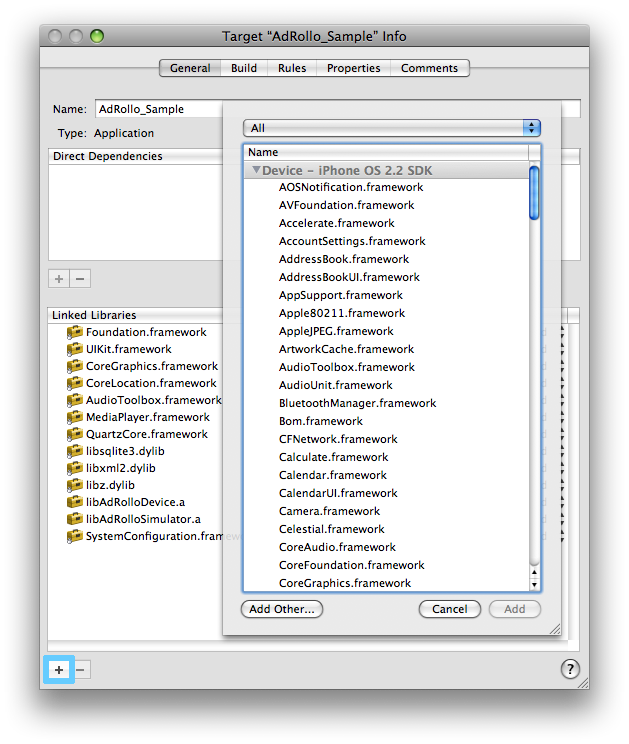 Target “AdRollo_Sample” Info
General Build Rules Properties Comments
Name: AdRollo_Sample
Type: Application
Direct Dependencies
+ −
Linked Libraries
Foundation.framework
UIKit.framework
CoreGraphics.framework
CoreLocation.framework
AudioToolbox.framework
MediaPlayer.framework
QuartzCore.framework
libsqlite3.dylib
libxml2.dylib
libz.dylib
libAdRolloDevice.a
libAdRolloSimulator.a
SystemConfiguration.framew
+ −
?
All
Name
Device – iPhone OS 2.2 SDK
AOSNotification.framework
AVFoundation.framework
Accelerate.framework
AccountSettings.framework
AddressBook.framework
AddressBookUI.framework
AppSupport.framework
Apple80211.framework
AppleJPEG.framework
ArtworkCache.framework
AudioToolbox.framework
AudioUnit.framework
BluetoothManager.framework
Bom.framework
CFNetwork.framework
Calculate.framework
Calendar.framework
CalendarUI.framework
Camera.framework
Celestial.framework
CoreAudio.framework
CoreFoundation.framework
CoreGraphics.framework
Add Other... Cancel Add